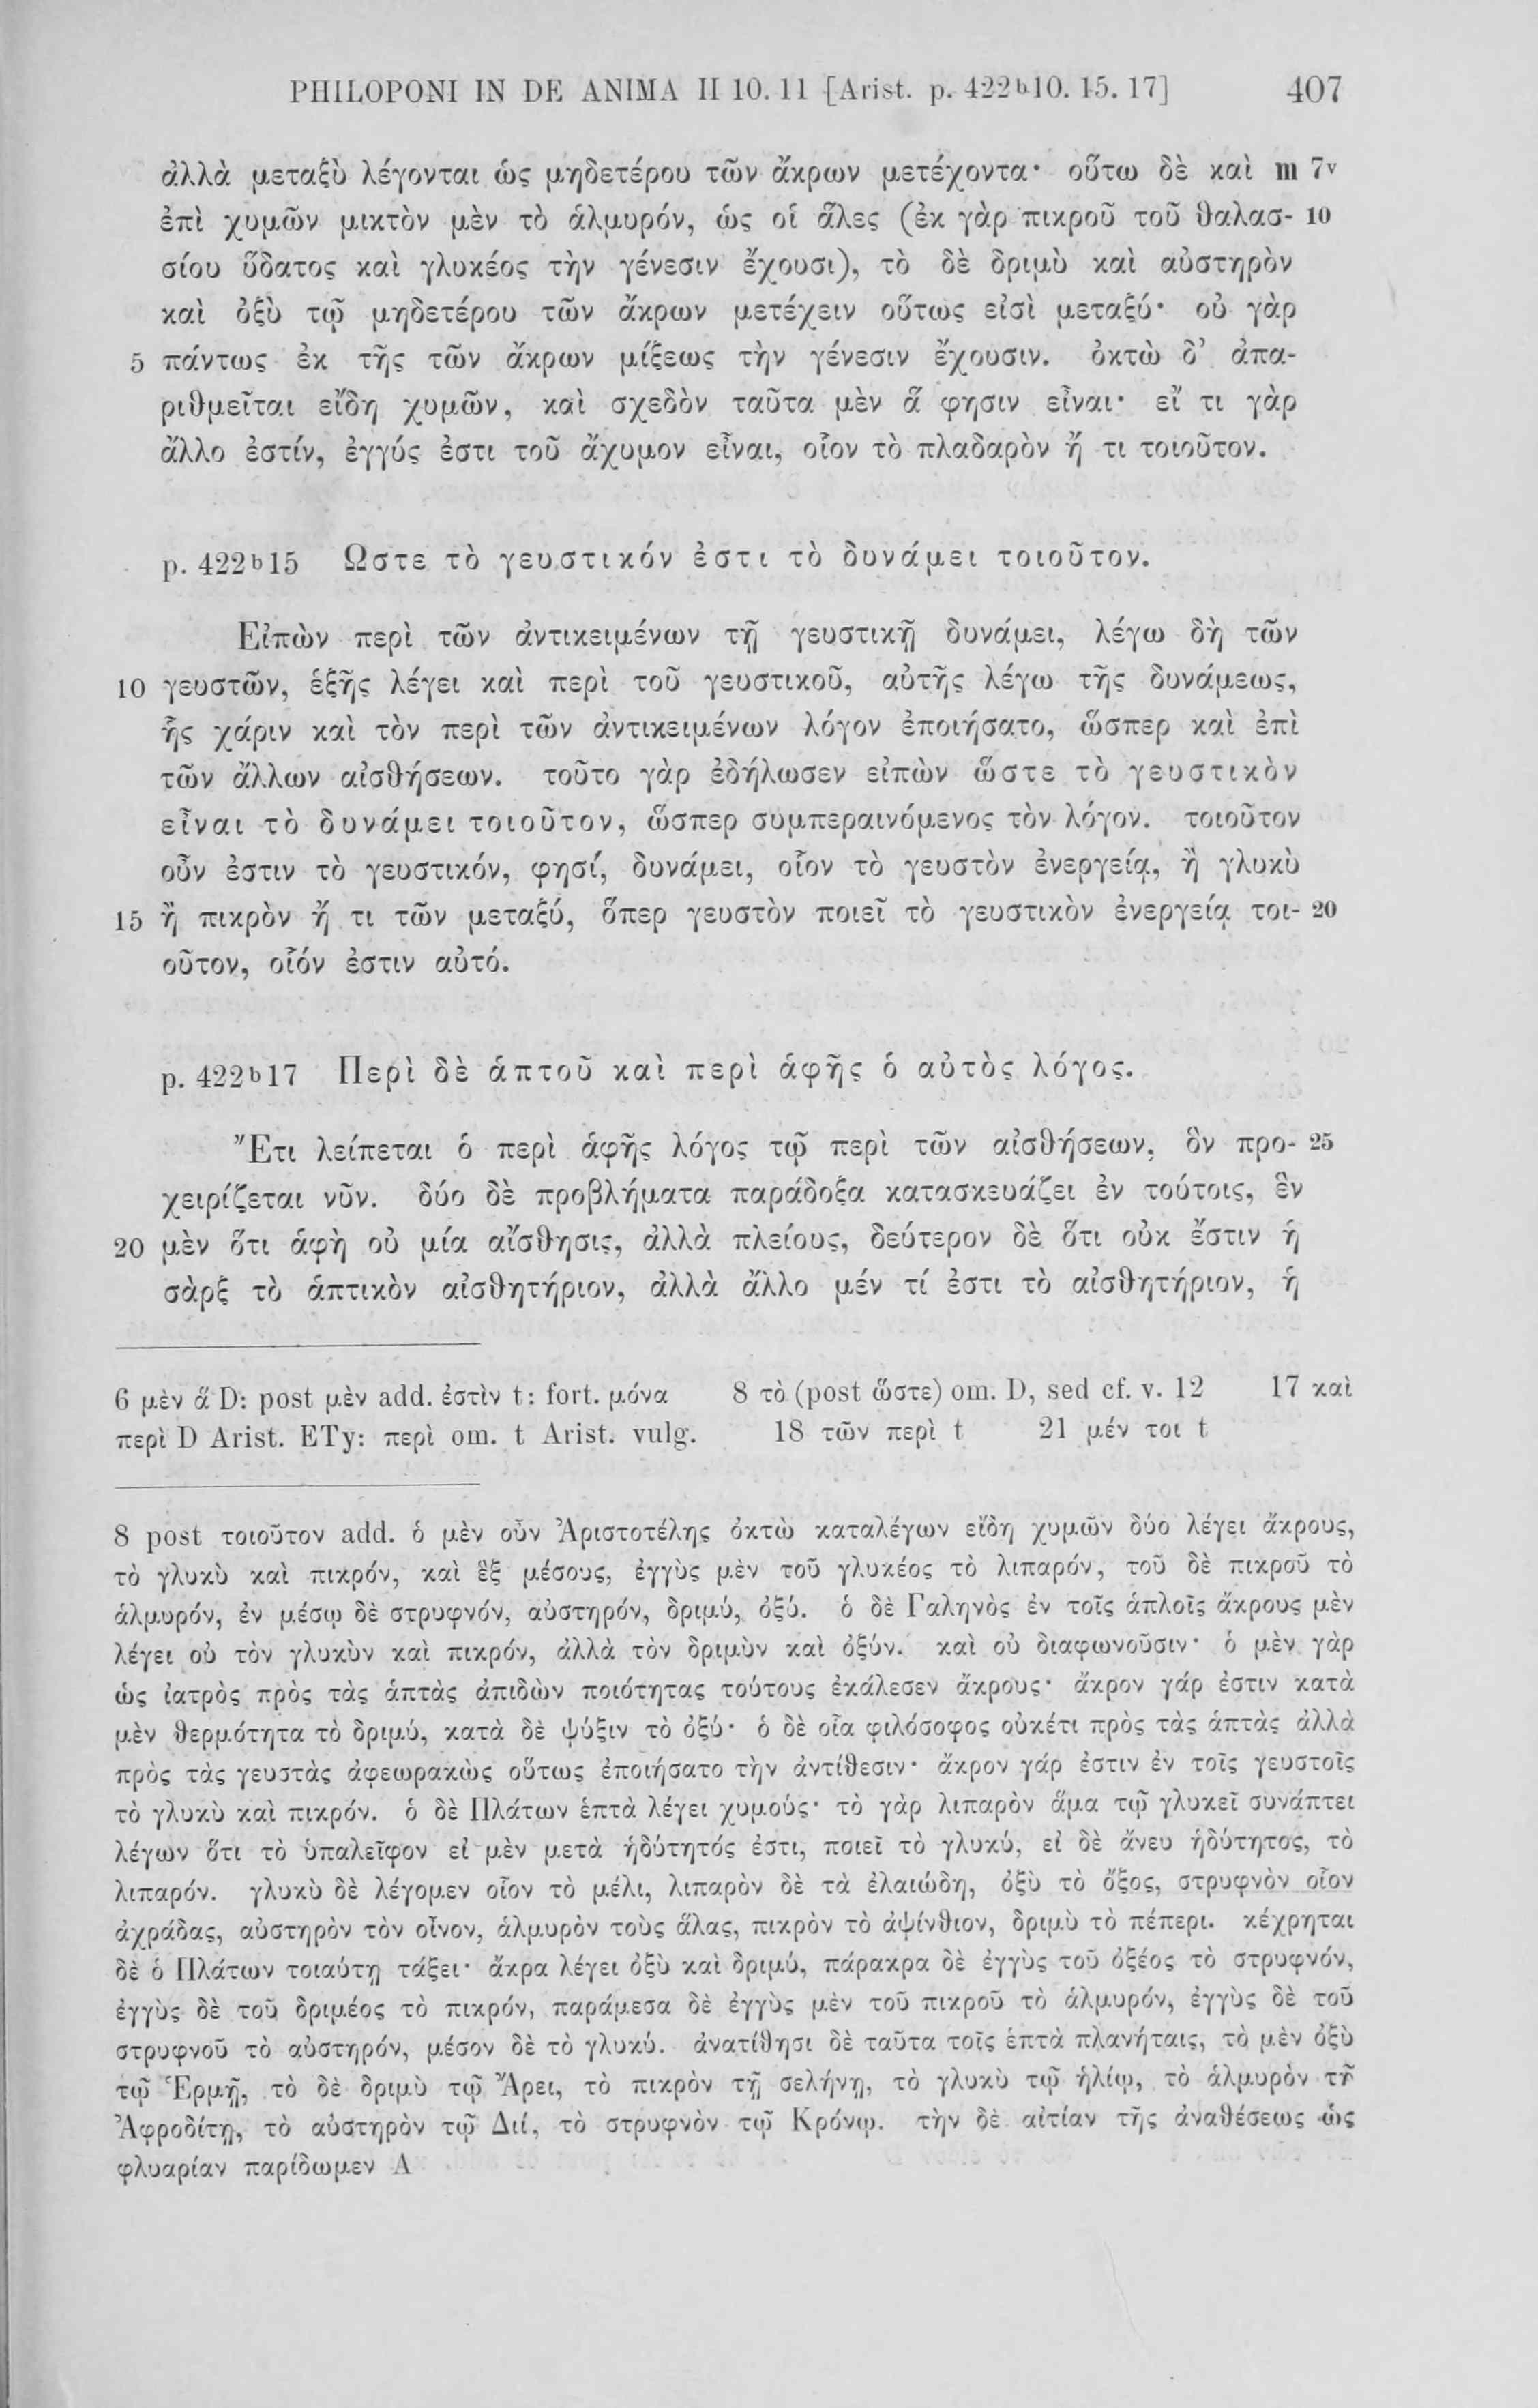 PHILOPONI IN DE ANIMA II 10. 11 [Arist. p. 422b10. 15. 17] 407
ἀλλὰ μεταξὺ λέγονται ὡς μηδετέρου τῶν ἄκρων μετέχοντα· οὕτω δὲ καὶ m 7v
ἐπὶ χυμῶν μικτὸν μὲν τὸ ἁλμυρόν, ὡς οἱ ἅλες (ἐκ γὰρ πικροῦ τοῦ θαλασ- 10
σίου ὕδατος καὶ γλυκέος τὴν γένεσιν ἔχουσι), τὸ δὲ δριμὺ καὶ αὐστηρὸν
καὶ ὀξὺ τῷ μηδετέρου τῶν ἄκρων μετέχειν οὕτως εἰσὶ μεταξύ· οὐ γὰρ
5 πάντως ἐκ τῆς τῶν ἄκρων μίξεως τὴν γένεσιν ἔχουσιν. ὀκτὼ δ’ ἀπα-
ριθμεῖται εἴδη χυμῶν, καὶ σχεδὸν ταῦτα μὲν ἅ φησιν εἶναι· εἴ τι γὰρ
ἄλλο ἐστίν, ἐγγύς ἐστι τοῦ ἄχυμον εἶναι, οἷον τὸ πλαδαρὸν ἤ τι τοιοῦτον.
p. 422b15 Ὥστε τὸ γευστικόν ἐστι τὸ δυνάμει τοιοῦτον.
Εἰπὼν περὶ τῶν ἀντικειμένων τῇ γευστικῇ δυνάμει, λέγω δὴ τῶν
10 γευστῶν, ἑξῆς λέγει καὶ περὶ τοῦ γευστικοῦ, αὐτῆς λέγω τῆς δυνάμεως,
ἧς χάριν καὶ τὸν περὶ τῶν ἀντικειμένων λόγον ἐποιήσατο, ὥσπερ καὶ ἐπὶ
τῶν ἄλλων αἰσθήσεων. τοῦτο γὰρ ἐδήλωσεν εἰπὼν ὥστε τὸ γευστικὸν
εἶναι τὸ δυνάμει τοιοῦτον, ὥσπερ συμπεραινόμενος τὸν λόγον. τοιοῦτον
οὖν ἐστιν τὸ γευστικόν, φησί, δυνάμει, οἷον τὸ γευστὸν ἐνεργείᾳ, ἢ γλυκὺ
15 ἢ πικρὸν ἤ τι τῶν μεταξύ, ὅπερ γευστὸν ποιεῖ τὸ γευστικὸν ἐνεργείᾳ τοι- 20
οῦτον, οἷόν ἐστιν αὐτό.
p. 422b17 Περὶ δὲ ἁπτοῦ καὶ περὶ ἁφῆς ὁ αὐτὸς λόγος.
Ἔτι λείπεται ὁ περὶ ἁφῆς λόγος τῷ περὶ τῶν αἰσθήσεων, ὃν προ- 25
χειρίζεται νῦν. δύο δὲ προβλήματα παράδοξα κατασκευάζει ἐν τούτοις, ἓν
20 μὲν ὅτι ἁφὴ οὐ μία αἴσθησις, ἀλλὰ πλείους, δεύτερον δὲ ὅτι οὐκ ἔστιν ἡ
σὰρξ τὸ ἁπτικὸν αἰσθητήριον, ἀλλὰ ἄλλο μέν τί ἐστι τὸ αἰσθητήριον, ἡ
6 μὲν ἅ D: post μὲν add. ἐστὶν t: fort. μόνα 8 τὸ (post ὥστε) om. D, sed cf. v. 12 17 καὶ
περὶ D Arist. ETy: περὶ om. t Arist. vulg. 18 τῶν περὶ t 21 μέν τοι t
8 post τοιοῦτον add. ὁ μὲν οὖν Ἀριστοτέλης ὀκτὼ καταλέγων εἴδη χυμῶν δύο λέγει ἄκρους,
τὸ γλυκὺ καὶ πικρόν, καὶ ἓξ μέσους, ἐγγὺς μὲν τοῦ γλυκέος τὸ λιπαρόν, τοῦ δὲ πικροῦ τὸ
ἁλμυρόν, ἐν μέσῳ δὲ στρυφνόν, αὐστηρόν, δριμύ, ὀξύ. ὁ δὲ Γαληνὸς ἐν τοῖς ἁπλοῖς ἄκρους μὲν
λέγει οὐ τὸν γλυκὺν καὶ πικρόν, ἀλλὰ τὸν δριμὺν καὶ ὀξύν. καὶ οὐ διαφωνοῦσιν· ὁ μὲν γὰρ
ὡς ἰατρὸς πρὸς τὰς ἁπτὰς ἀπιδὼν ποιότητας τούτους ἐκάλεσεν ἄκρους· ἄκρον γάρ ἐστιν κατὰ
μὲν θερμότητα τὸ δριμύ, κατὰ δὲ ψύξιν τὸ ὀξύ· ὁ δὲ οἷα φιλόσοφος οὐκέτι πρὸς τὰς ἁπτὰς ἀλλὰ
πρὸς τὰς γευστὰς ἀφεωρακὼς οὕτως ἐποιήσατο τὴν ἀντίθεσιν· ἄκρον γάρ ἐστιν ἐν τοῖς γευστοῖς
τὸ γλυκὺ καὶ πικρόν. ὁ δὲ Πλάτων ἑπτὰ λέγει χυμούς· τὸ γὰρ λιπαρὸν ἅμα τῷ γλυκεῖ συνάπτει
λέγων ὅτι τὸ ὑπαλεῖφον εἰ μὲν μετὰ ἡδύτητός ἐστι, ποιεῖ τὸ γλυκύ, εἰ δὲ ἄνευ ἡδύτητος, τὸ
λιπαρόν. γλυκὺ δὲ λέγομεν οἷον τὸ μέλι, λιπαρὸν δὲ τὰ ἐλαιώδη, ὀξὺ τὸ ὄξος, στρυφνὸν οἷον
ἀχράδας, αὐστηρὸν τὸν οἶνον, ἁλμυρὸν τοὺς ἅλας, πικρὸν τὸ ἀψίνθιον, δριμὺ τὸ πέπερι. κέχρηται
δὲ ὁ Πλάτων τοιαύτῃ τάξει· ἄκρα λέγει ὀξὺ καὶ δριμύ, πάρακρα δὲ ἐγγὺς τοῦ ὀξέος τὸ στρυφνόν,
ἐγγὺς δὲ τοῦ δριμέος τὸ πικρόν, παράμεσα δὲ ἐγγὺς μὲν τοῦ πικροῦ τὸ ἁλμυρόν, ἐγγὺς δὲ τοῦ
στρυφνοῦ τὸ αὐστηρόν, μέσον δὲ τὸ γλυκύ. ἀνατίθησι δὲ ταῦτα τοῖς ἑπτὰ πλανήταις, τὸ μὲν ὀξὺ
τῷ Ἑρμῇ, τὸ δὲ δριμὺ τῷ Ἄρει, τὸ πικρὸν τῇ σελήνῃ, τὸ γλυκὺ τῷ ἡλίῳ, τὸ ἁλμυρὸν τῇ
Ἀφροδίτῃ, τὸ αὐστηρὸν τῷ Διί, τὸ στρυφνὸν τῷ Κρόνῳ. τὴν δὲ αἰτίαν τῆς ἀναθέσεως ὡς
φλυαρίαν παρίδωμεν A